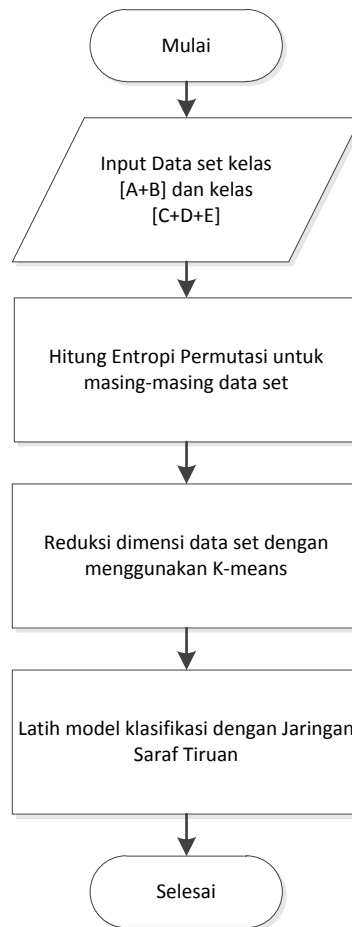 Mulai
Input Data set kelas
[A+B] dan kelas
[C+D+E]
Hitung Entropi Permutasi untuk
masing-masing data set
Reduksi dimensi data set dengan
menggunakan K-means
Latih model klasifikasi dengan Jaringan
Saraf Tiruan
Selesai